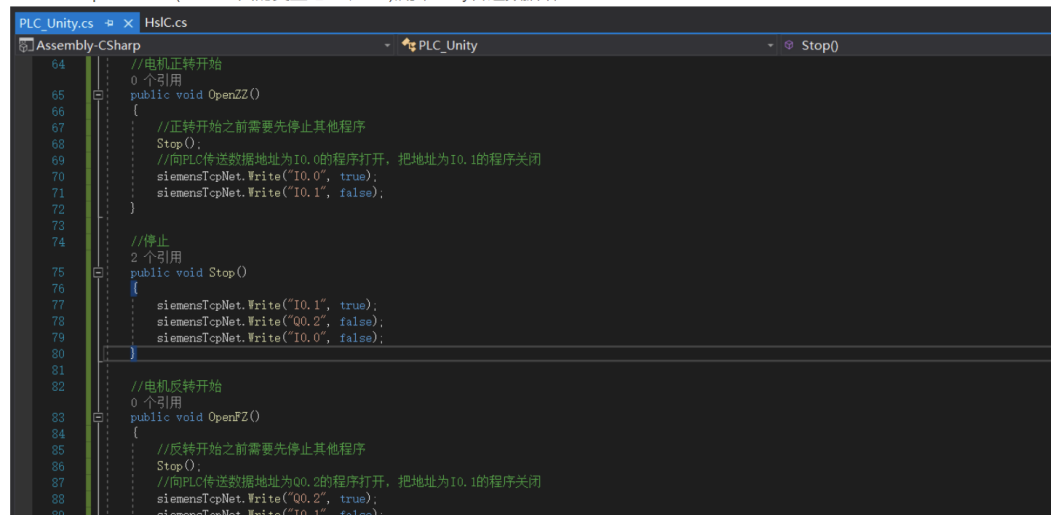 PLC_Unity.cs HslC.cs
Assembly-CSharp PLC_Unity Stop()
64 //电机正转开始
0 个引用
65 public void OpenZZ()
66 {
67 //正转开始之前需要先停止其他程序
68 Stop();
69 //向PLC传送数据地址为I0.0的程序打开，把地址为I0.1的程序关闭
70 siemensTcpNet.Write("I0.0", true);
71 siemensTcpNet.Write("I0.1", false);
72 }
73
74 //停止
2 个引用
75 public void Stop()
76 {
77 siemensTcpNet.Write("I0.1", true);
78 siemensTcpNet.Write("Q0.2", false);
79 siemensTcpNet.Write("I0.0", false);
80 }
81
82 //电机反转开始
0 个引用
83 public void OpenFZ()
84 {
85 //反转开始之前需要先停止其他程序
86 Stop();
87 //向PLC传送数据地址为Q0.2的程序打开，把地址为I0.1的程序关闭
88 siemensTcpNet.Write("Q0.2", true);
89 siemensTcpNet.Write("I0.1", false);